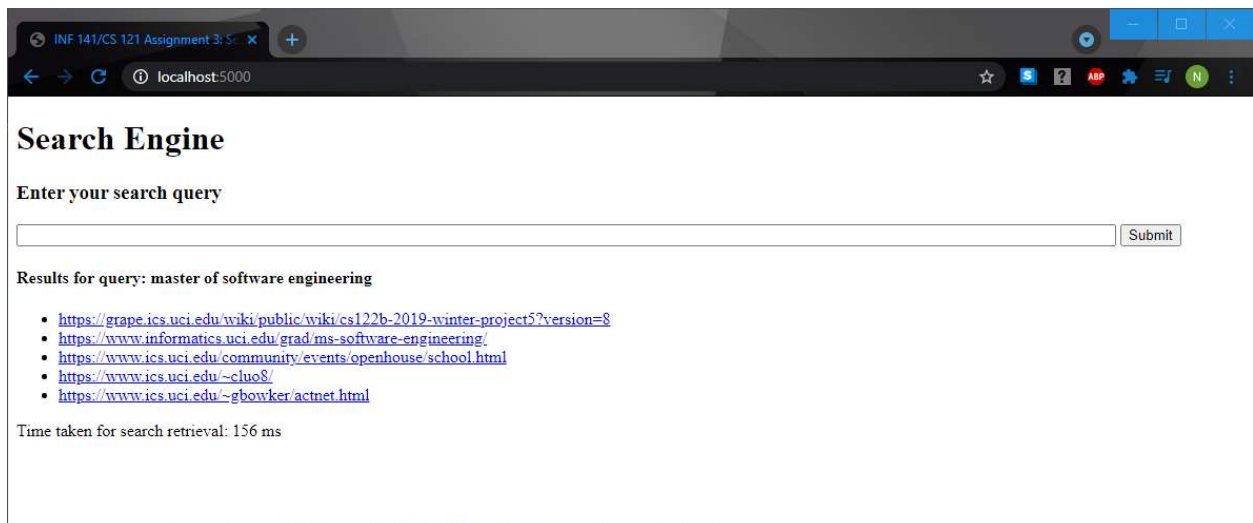 INF 141/CS 121 Assignment 3: Se
localhost:5000
S
?
ABP
N
Search Engine
Enter your search query
Submit
Results for query: master of software engineering
https://grape.ics.uci.edu/wiki/public/wiki/cs122b-2019-winter-project5?version=8
https://www.informatics.uci.edu/grad/ms-software-engineering/
https://www.ics.uci.edu/community/events/openhouse/school.html
https://www.ics.uci.edu/~cluo8/
https://www.ics.uci.edu/~gbowker/actnet.html
Time taken for search retrieval: 156 ms